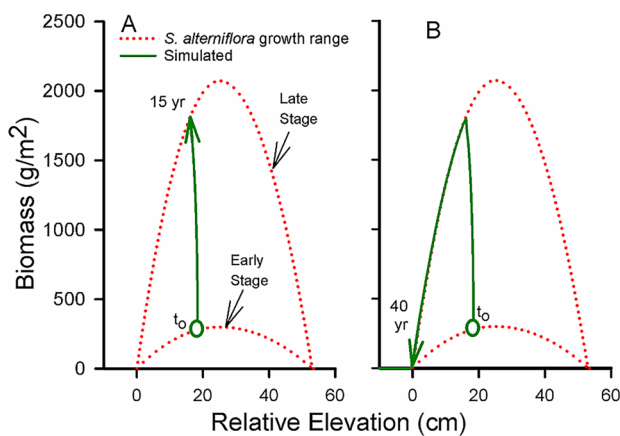 A
B
S. alterniflora growth range
Simulated
2500
2000
1500
1000
500
0
Biomass (g/m2)
15 yr
Late
Stage
Early
Stage
to
40
yr
to
0
20
40
60
0
20
40
60
Relative Elevation (cm)